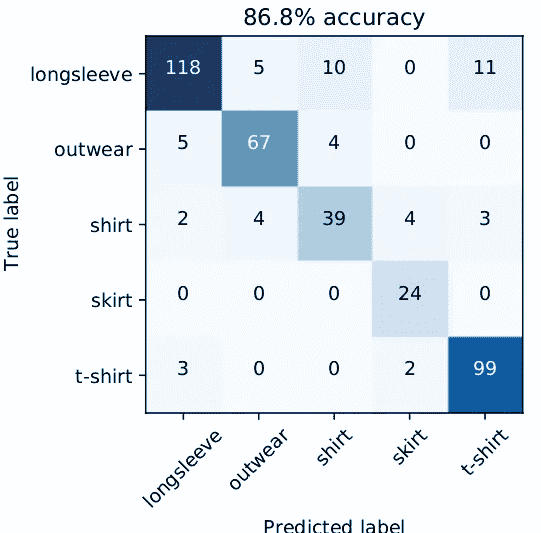 86.8% accuracy
True label
longsleeve 118 5 10 0 11
outwear 5 67 4 0 0
shirt 2 4 39 4 3
skirt 0 0 0 24 0
t-shirt 3 0 0 2 99
longsleeve outwear shirt skirt t-shirt
Predicted label